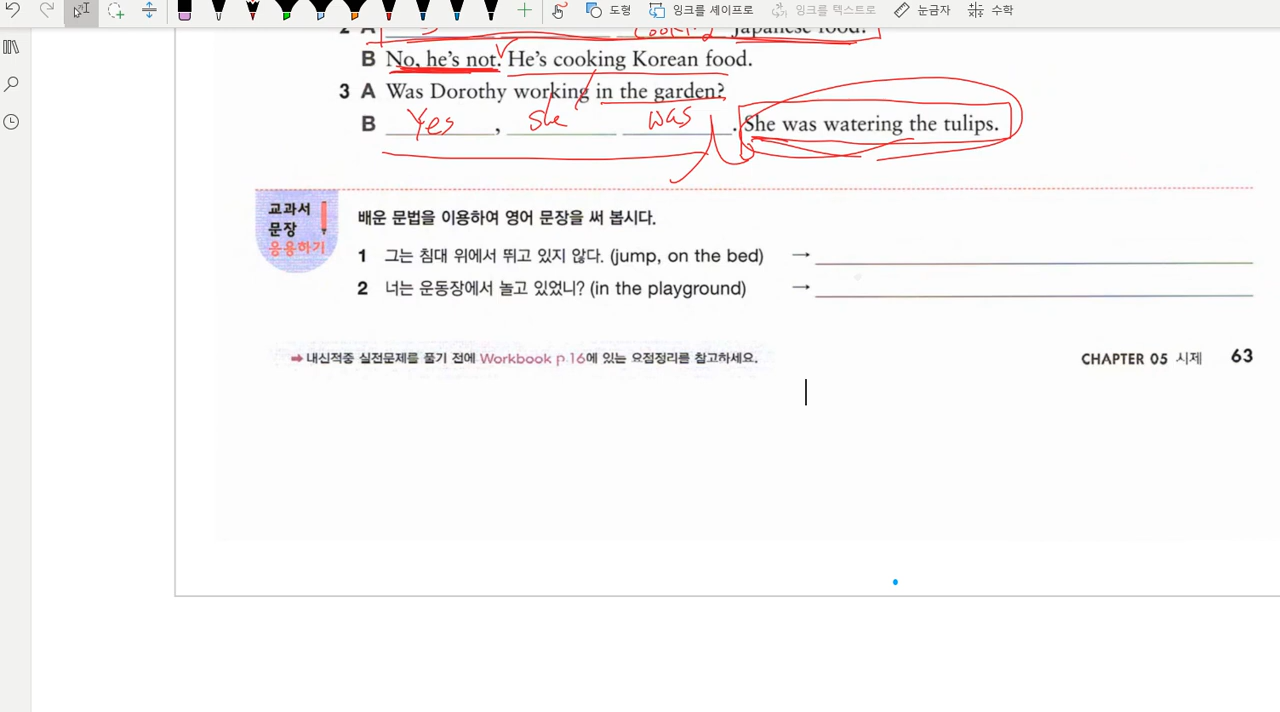 도형 잉크를 셰이프로 잉크를 텍스트로 눈금자 수학
2 A cooking Japanese food?
B No, he's not. He's cooking Korean food.
3 A Was Dorothy working in the garden?
B Yes, she was. She was watering the tulips.
교과서
문장
응용하기
배운 문법을 이용하여 영어 문장을 써 봅시다.
1 그는 침대 위에서 뛰고 있지 않다. (jump, on the bed) →
2 너는 운동장에서 놀고 있었니? (in the playground) →
➡ 내신적중 실전문제를 풀기 전에 Workbook p.16에 있는 요점정리를 참고하세요.
CHAPTER 05 시제 63